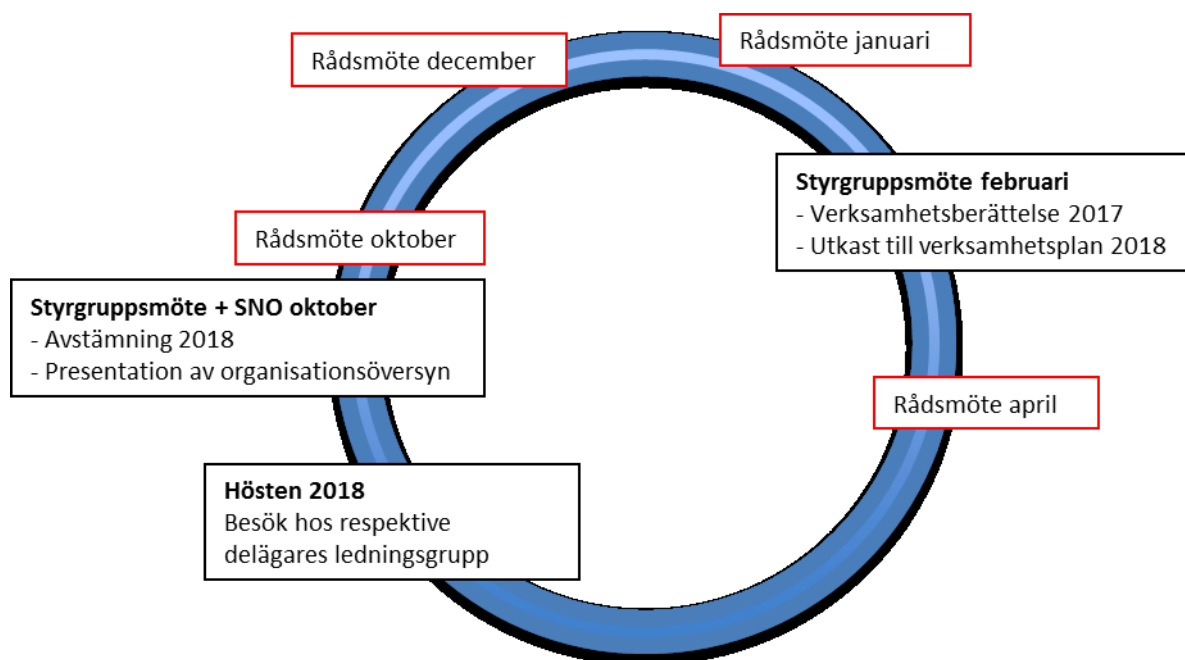 Rådsmöte december
Rådsmöte januari
Styrgruppsmöte februari
- Verksamhetsberättelse 2017
- Utkast till verksamhetsplan 2018
Rådsmöte oktober
Styrgruppsmöte + SNO oktober
- Avstämning 2018
- Presentation av organisationsöversyn
Rådsmöte april
Hösten 2018
Besök hos respektive
delägares ledningsgrupp